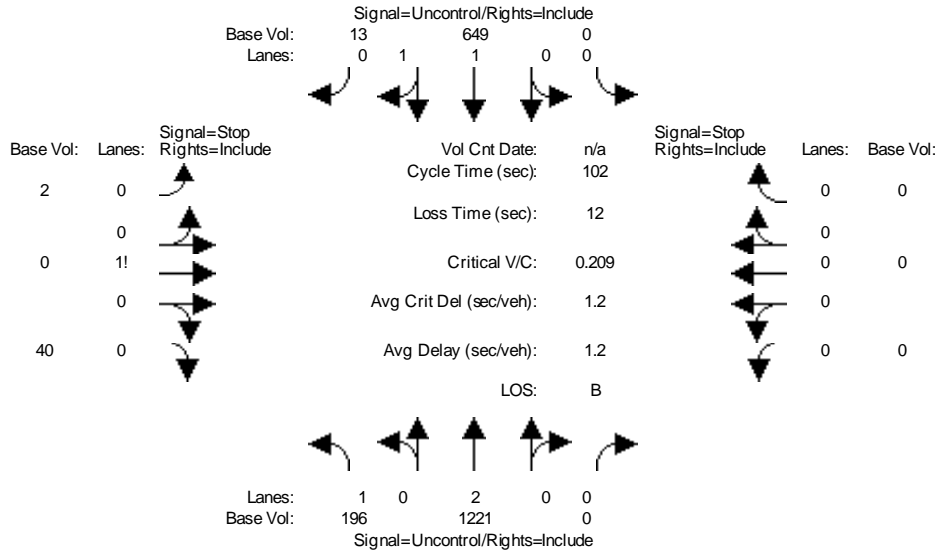 Signal=Uncontrol/Rights=Include
Base Vol: 13 649 0
Lanes: 0 1 1 0 0
Signal=Stop
Base Vol: Lanes: Rights=Include
Vol Cnt Date: n/a
Signal=Stop
Rights=Include Lanes: Base Vol:
Cycle Time (sec): 102
2 0
0 0
Loss Time (sec): 12
0
0
0 1!
Critical V/C: 0.209
0 0
0
Avg Crit Del (sec/veh): 1.2
0
40 0
Avg Delay (sec/veh): 1.2
0 0
LOS: B
Lanes: 1 0 2 0 0
Base Vol: 196 1221 0
Signal=Uncontrol/Rights=Include